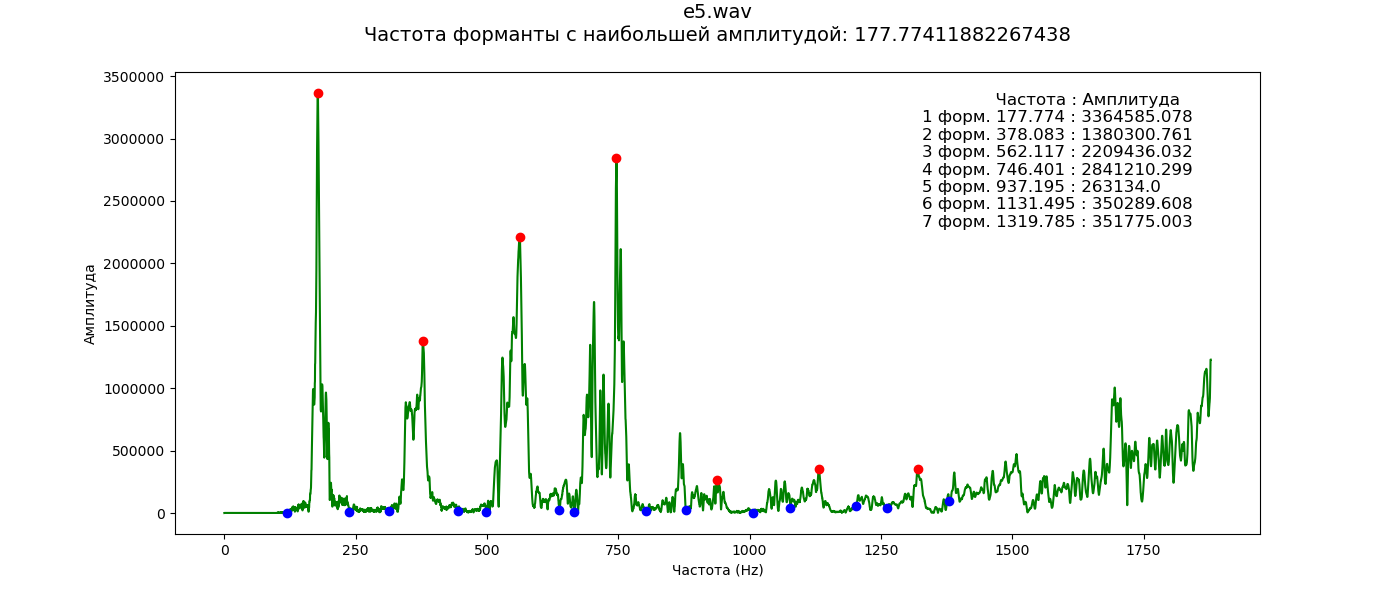 e5.wav
Частота форманты с наибольшей амплитудой: 177.77411882267438
Частота : Амплитуда
1 форм. 177.774 : 3364585.078
2 форм. 378.083 : 1380300.761
3 форм. 562.117 : 2209436.032
4 форм. 746.401 : 2841210.299
5 форм. 937.195 : 263134.0
6 форм. 1131.495 : 350289.608
7 форм. 1319.785 : 351775.003
3500000
3000000
2500000
2000000
1500000
1000000
500000
0
Амплитуда
0 250 500 750 1000 1250 1500 1750
Частота (Hz)